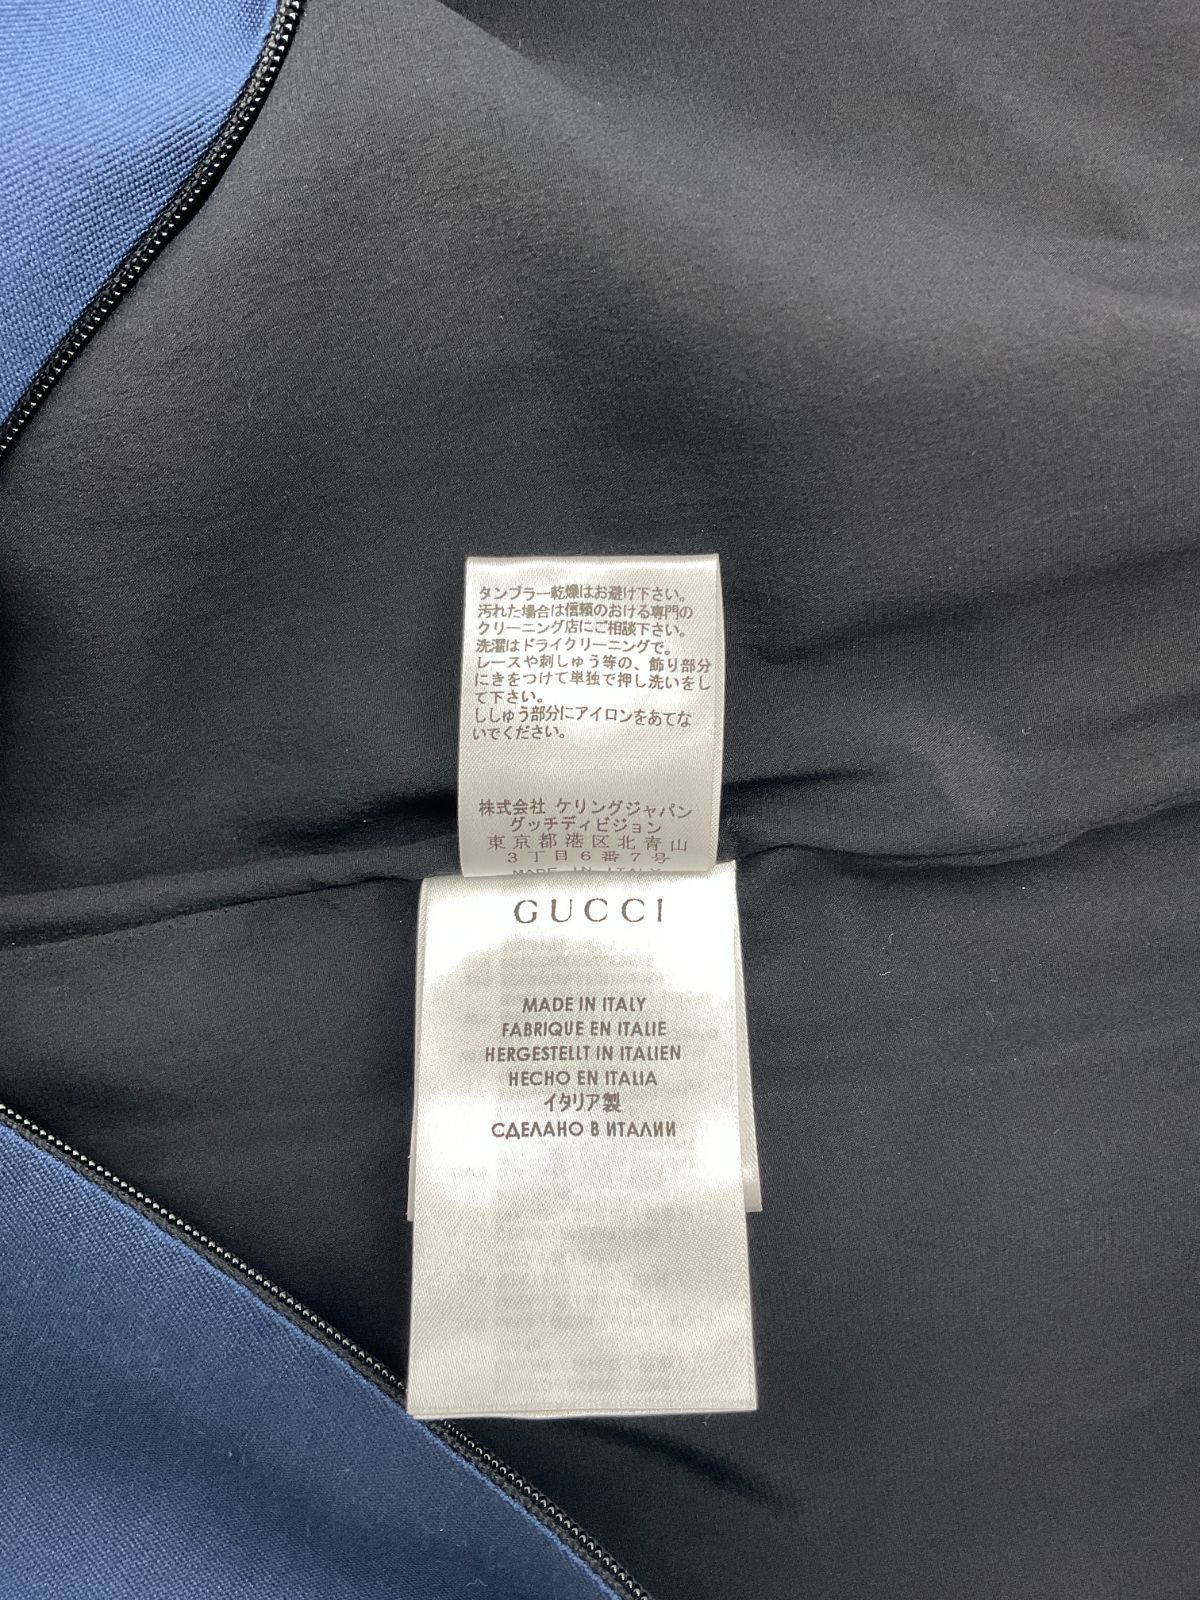 タンブラー乾燥はお避け下さい。
汚れた場合は信頼のおける専門の
クリーニング店にご相談下さい。
洗濯はドライクリーニングで。
レースや刺しゅう等の、飾り部分
にきをつけて単独で押し洗いをし
て下さい。
ししゅう部分にアイロンをあてな
いでください。
株式会社 ケリングジャパン
グッチディビジョン
東京都港区北青山
3丁目6番7号
MADE IN ITALY
GUCCI
MADE IN ITALY
FABRIQUE EN ITALIE
HERGESTELLT IN ITALIEN
HECHO EN ITALIA
イタリア製
СДЕЛАНО В ИТАЛИИ